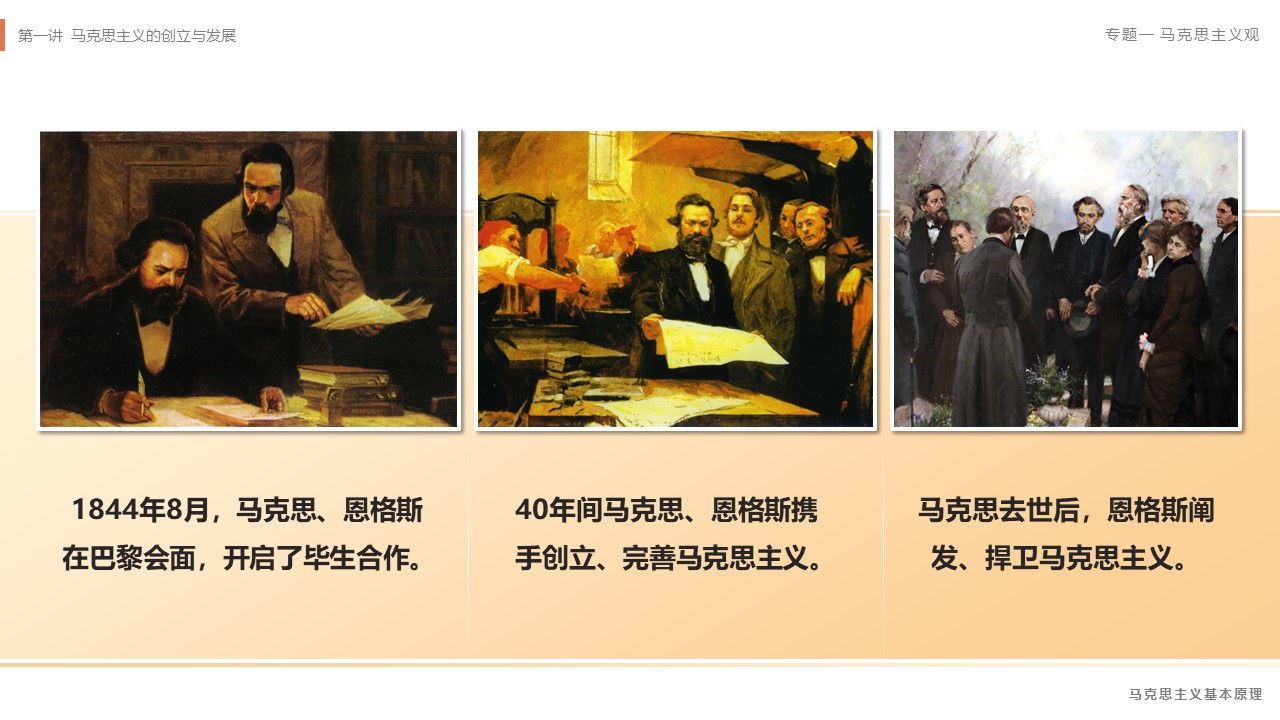 第一讲 马克思主义的创立与发展
专题一 马克思主义观
1844年8月，马克思、恩格斯
在巴黎会面，开启了毕生合作。
40年间马克思、恩格斯携
手创立、完善马克思主义。
马克思去世后，恩格斯阐
发、捍卫马克思主义。
马克思主义基本原理